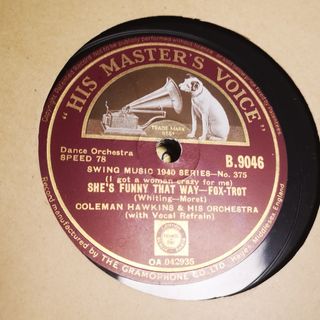 "HIS MASTER'S VOICE"
TRADE MARK
Dance Orchestra
SPEED 78
B.9046
SWING MUSIC 1940 SERIES—No. 375
(I got a woman crazy for me)
SHE'S FUNNY THAT WAY—FOX-TROT
(Whiting—Moret)
COLEMAN HAWKINS & HIS ORCHESTRA
(with Vocal Refrain)
OA 042935
manufactured by THE GRAMOPHONE CO. LTD. Hayes, Middlesex, England